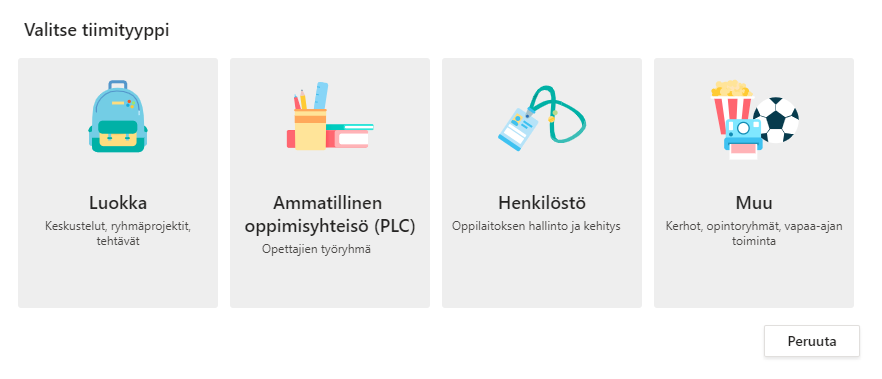 Valitse tiimityyppi
Luokka
Keskustelut, ryhmäprojektit,
tehtävät
Ammatillinen
oppimisyhteisö (PLC)
Opettajien työryhmä
Henkilöstö
Oppilaitoksen hallinto ja kehitys
Muu
Kerhot, opintoryhmät, vapaa-ajan
toiminta
Peruuta